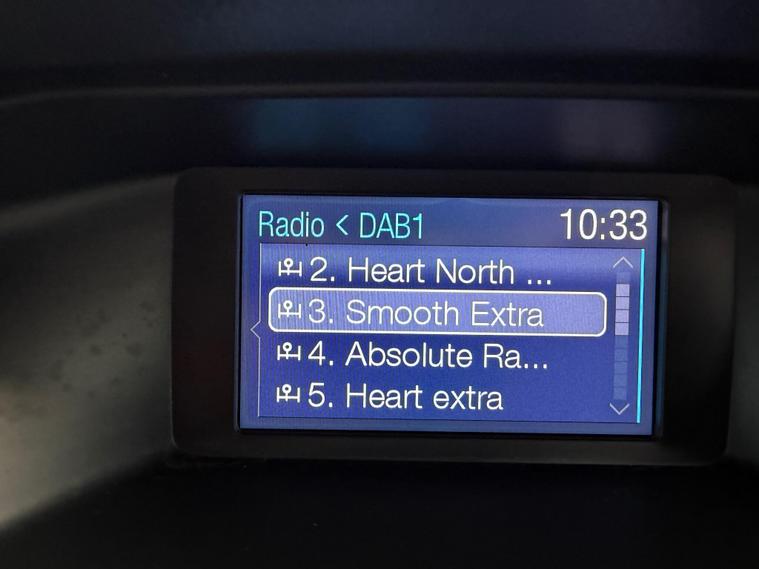 Radio < DAB1 10:33
2. Heart North ...
3. Smooth Extra
4. Absolute Ra...
5. Heart extra